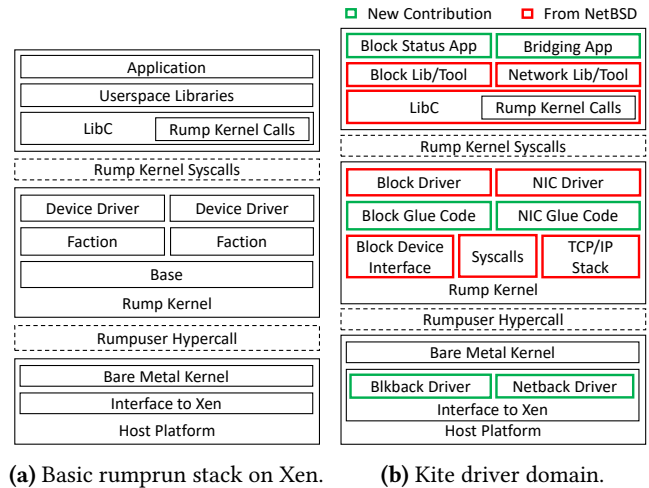 New Contribution From NetBSD
Application
Userspace Libraries
LibC Rump Kernel Calls
Rump Kernel Syscalls
Device Driver Device Driver
Faction Faction
Base
Rump Kernel
Rumpuser Hypercall
Bare Metal Kernel
Interface to Xen
Host Platform
(a) Basic rumprun stack on Xen.
Block Status App Bridging App
Block Lib/Tool Network Lib/Tool
LibC Rump Kernel Calls
Rump Kernel Syscalls
Block Driver NIC Driver
Block Glue Code NIC Glue Code
Block Device
Interface
Syscalls
TCP/IP
Stack
Rump Kernel
Rumpuser Hypercall
Bare Metal Kernel
Blkback Driver Netback Driver
Interface to Xen
Host Platform
(b) Kite driver domain.